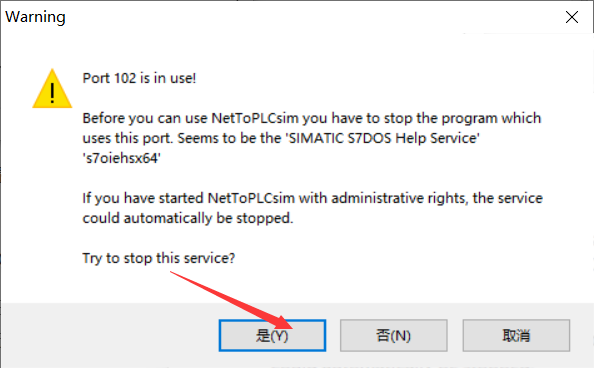 Warning
Port 102 is in use!
Before you can use NetToPLCsim you have to stop the program which
uses this port. Seems to be the 'SIMATIC S7DOS Help Service'
's7oiehsx64'
If you have started NetToPLCsim with administrative rights, the service
could automatically be stopped.
Try to stop this service?
是(Y) 否(N) 取消